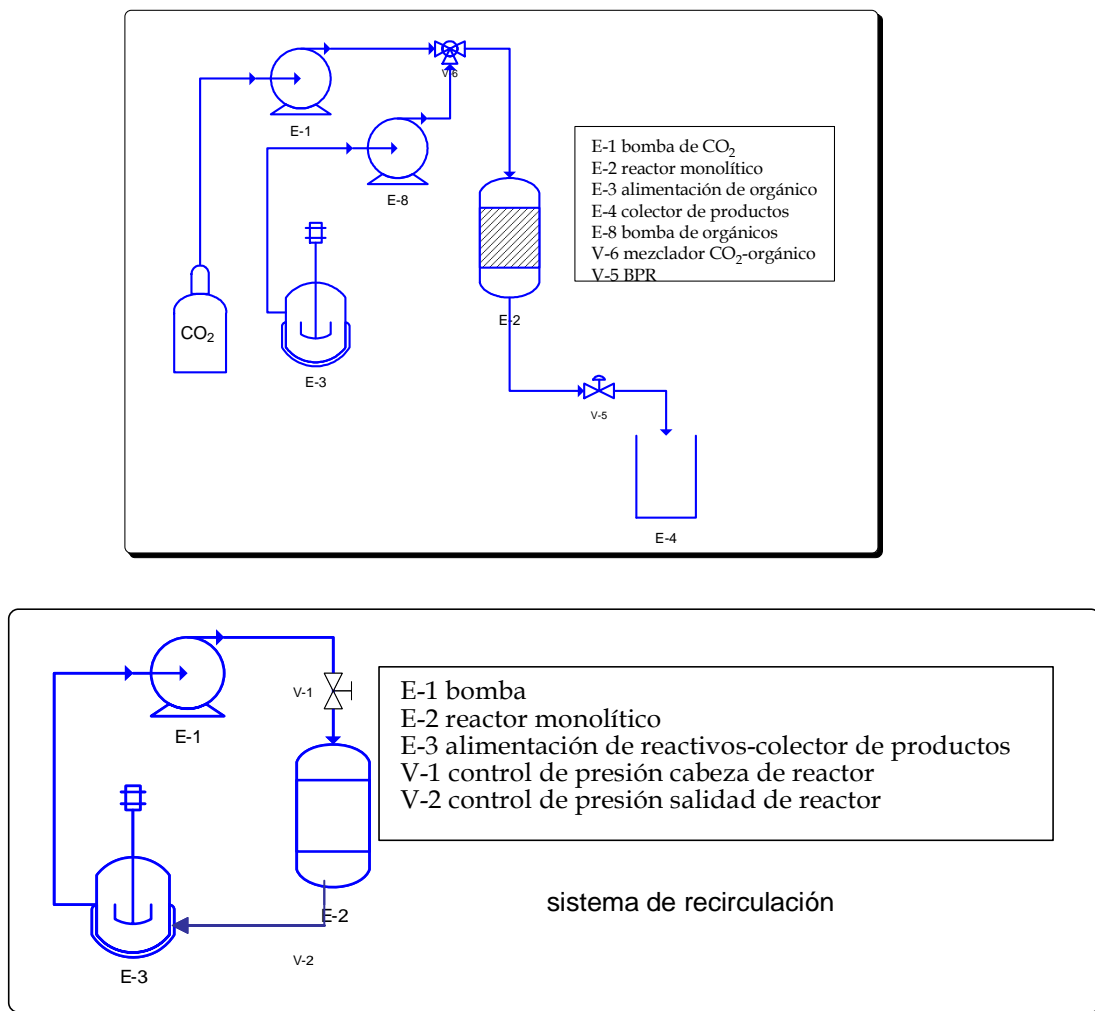 V-6
E-1
E-8
CO₂
E-3
E-2
V-5
E-4
E-1 bomba de CO₂
E-2 reactor monolítico
E-3 alimentación de orgánico
E-4 colector de productos
E-8 bomba de orgánicos
V-6 mezclador CO₂-orgánico
V-5 BPR
V-1
E-1
E-2
E-3
V-2
E-1 bomba
E-2 reactor monolítico
E-3 alimentación de reactivos-colector de productos
V-1 control de presión cabeza de reactor
V-2 control de presión salidad de reactor
sistema de recirculación